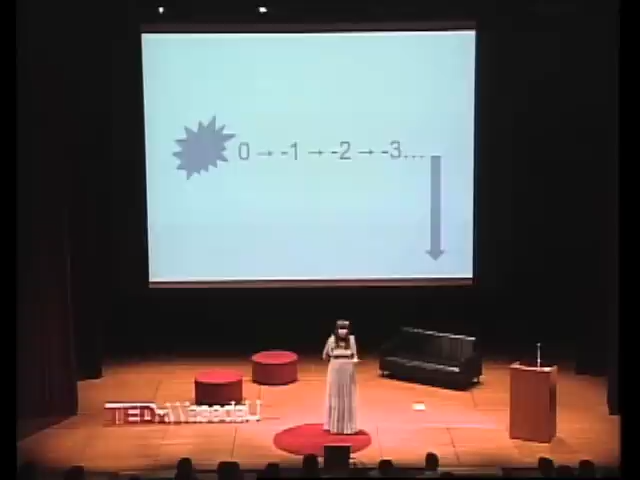 0 → -1 → -2 → -3...
TEDxWasedaU